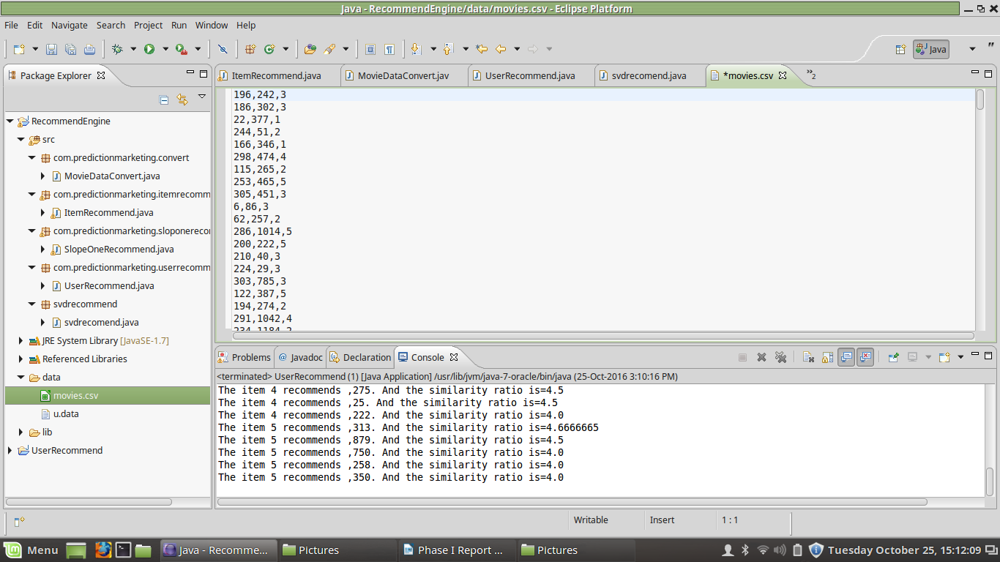 Java - RecommendEngine/data/movies.csv - Eclipse Platform
File Edit Navigate Search Project Run Window Help
Java
Package Explorer
ItemRecommend.java MovieDataConvert.jav UserRecommend.java svdrecomend.java *movies.csv »2
RecommendEngine
src
com.predictionmarketing.convert
MovieDataConvert.java
com.predictionmarketing.itemrecomm
ItemRecommend.java
com.predictionmarketing.sloponerecor
SlopeOneRecommend.java
com.predictionmarketing.userrecomm
UserRecommend.java
svdrecommend
svdrecomend.java
JRE System Library [JavaSE-1.7]
Referenced Libraries
data
movies.csv
u.data
lib
UserRecommend
196,242,3
186,302,3
22,377,1
244,51,2
166,346,1
298,474,4
115,265,2
253,465,5
305,451,3
6,86,3
62,257,2
286,1014,5
200,222,5
210,40,3
224,29,3
303,785,3
122,387,5
194,274,2
291,1042,4
234,1184,2
Problems @ Javadoc Declaration Console
<terminated> UserRecommend (1) [Java Application] /usr/lib/jvm/java-7-oracle/bin/java (25-Oct-2016 3:10:16 PM)
The item 4 recommends ,275. And the similarity ratio is=4.5
The item 4 recommends ,25. And the similarity ratio is=4.5
The item 4 recommends ,222. And the similarity ratio is=4.0
The item 5 recommends ,313. And the similarity ratio is=4.6666665
The item 5 recommends ,879. And the similarity ratio is=4.5
The item 5 recommends ,750. And the similarity ratio is=4.0
The item 5 recommends ,258. And the similarity ratio is=4.0
The item 5 recommends ,350. And the similarity ratio is=4.0
Writable Insert 1 : 1
Menu Java - Recomme... Pictures Phase I Report ... Pictures Tuesday October 25, 15:12:09